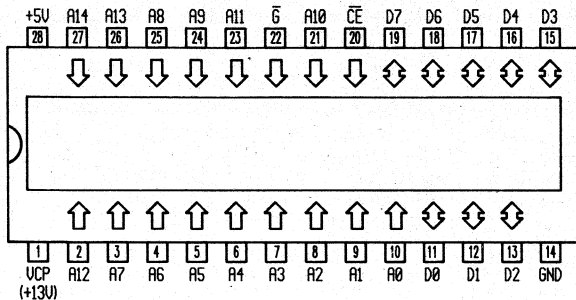 +5V A14 A13 A8 A9 A11 G̅ A10 C̅E̅ D7 D6 D5 D4 D3
28 27 26 25 24 23 22 21 20 19 18 17 16 15
1 2 3 4 5 6 7 8 9 10 11 12 13 14
VCP A12 A7 A6 A5 A4 A3 A2 A1 A0 D0 D1 D2 GND
(+13V)